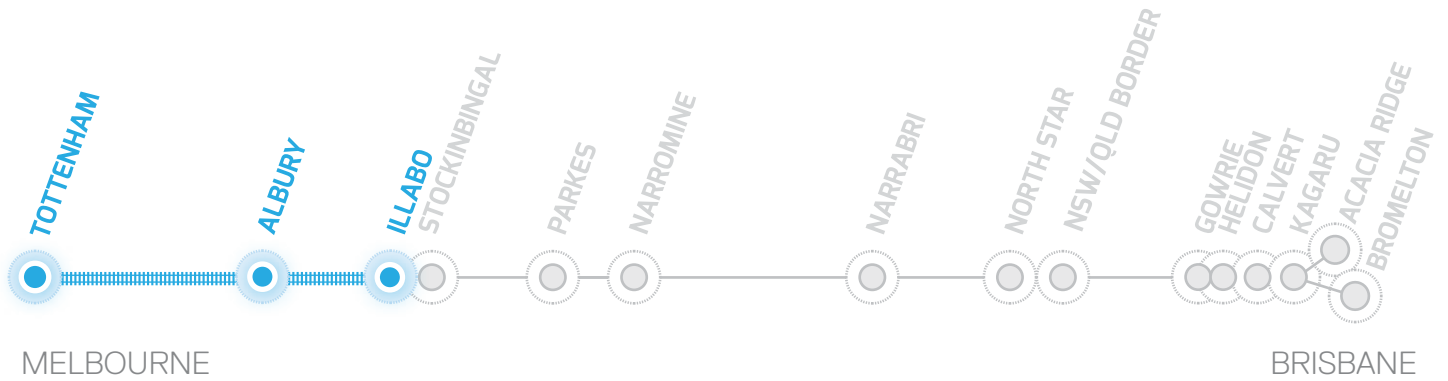 TOTTENHAM
ALBURY
ILLABO
STOCKINBINGAL
PARKES
NARROMINE
NARRABRI
NORTH STAR
NSW/QLD BORDER
GOWRIE
HELIDON
CALVERT
KAGARU
ACACIA RIDGE
BROMELTON
MELBOURNE
BRISBANE